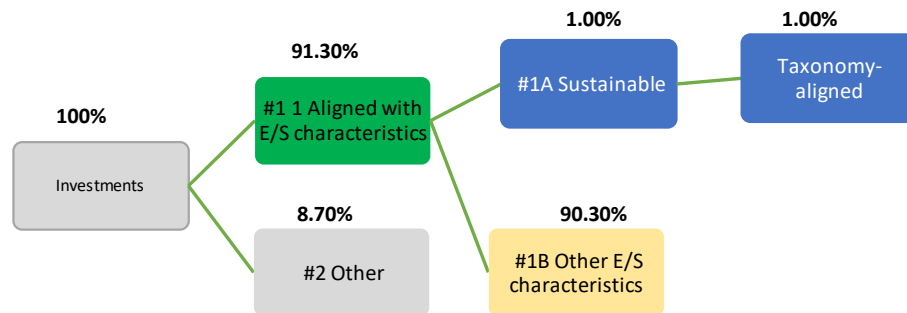 1.00%
1.00%
91.30%
#1A Sustainable
Taxonomy-
aligned
#1 1 Aligned with
E/S characteristics
100%
Investments
8.70%
90.30%
#2 Other
#1B Other E/S
characteristics